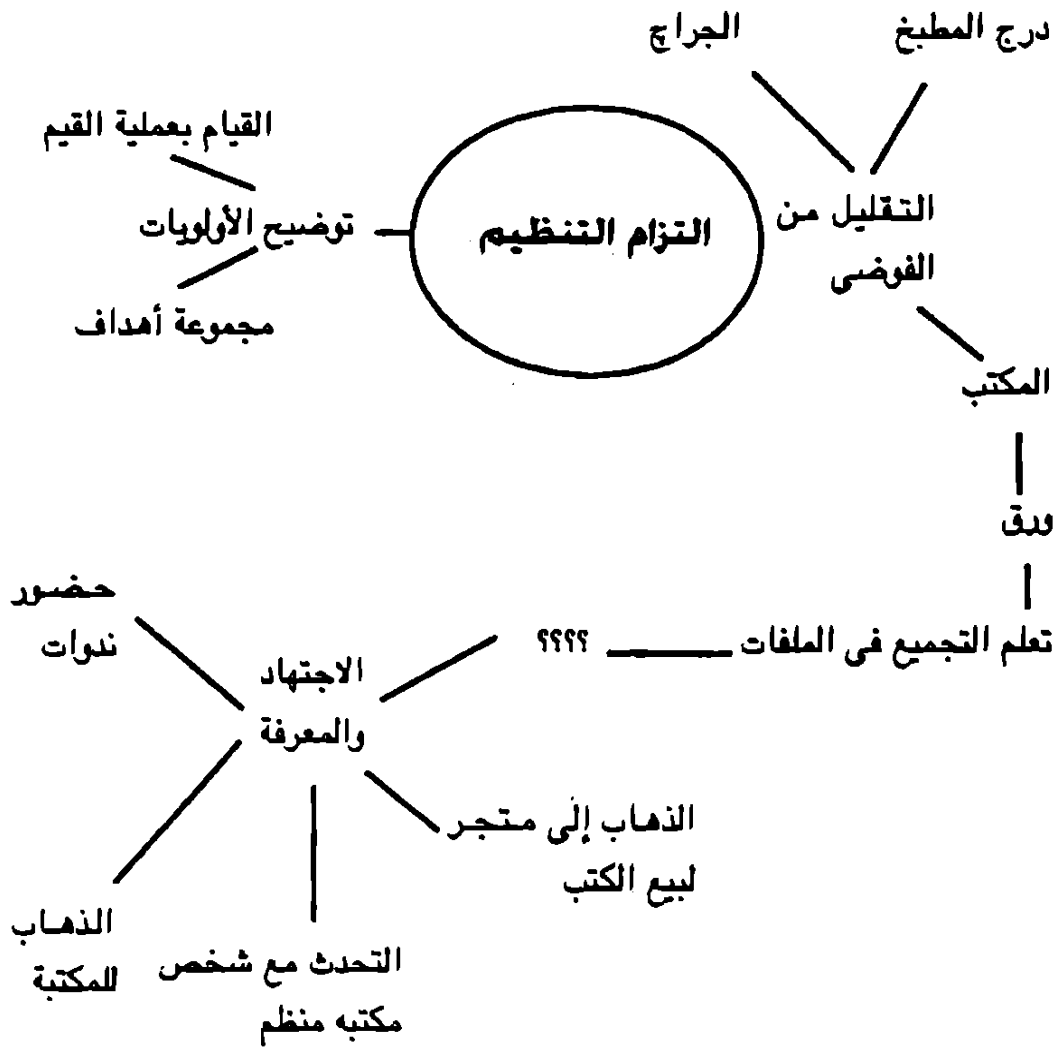 درج المطبخ
الجراج
القيام بعملية القيم
التقليل من
الفوضى
التزام التنظيم
توضيح الأولويات
مجموعة أهداف
المكتب
ورق
تعلم التجميع فى الملفات
؟؟؟؟
الاجتهاد
والمعرفة
حضور
ندوات
الذهاب إلى متجر
لبيع الكتب
التحدث مع شخص
مكتبه منظم
الذهاب
للمكتبة